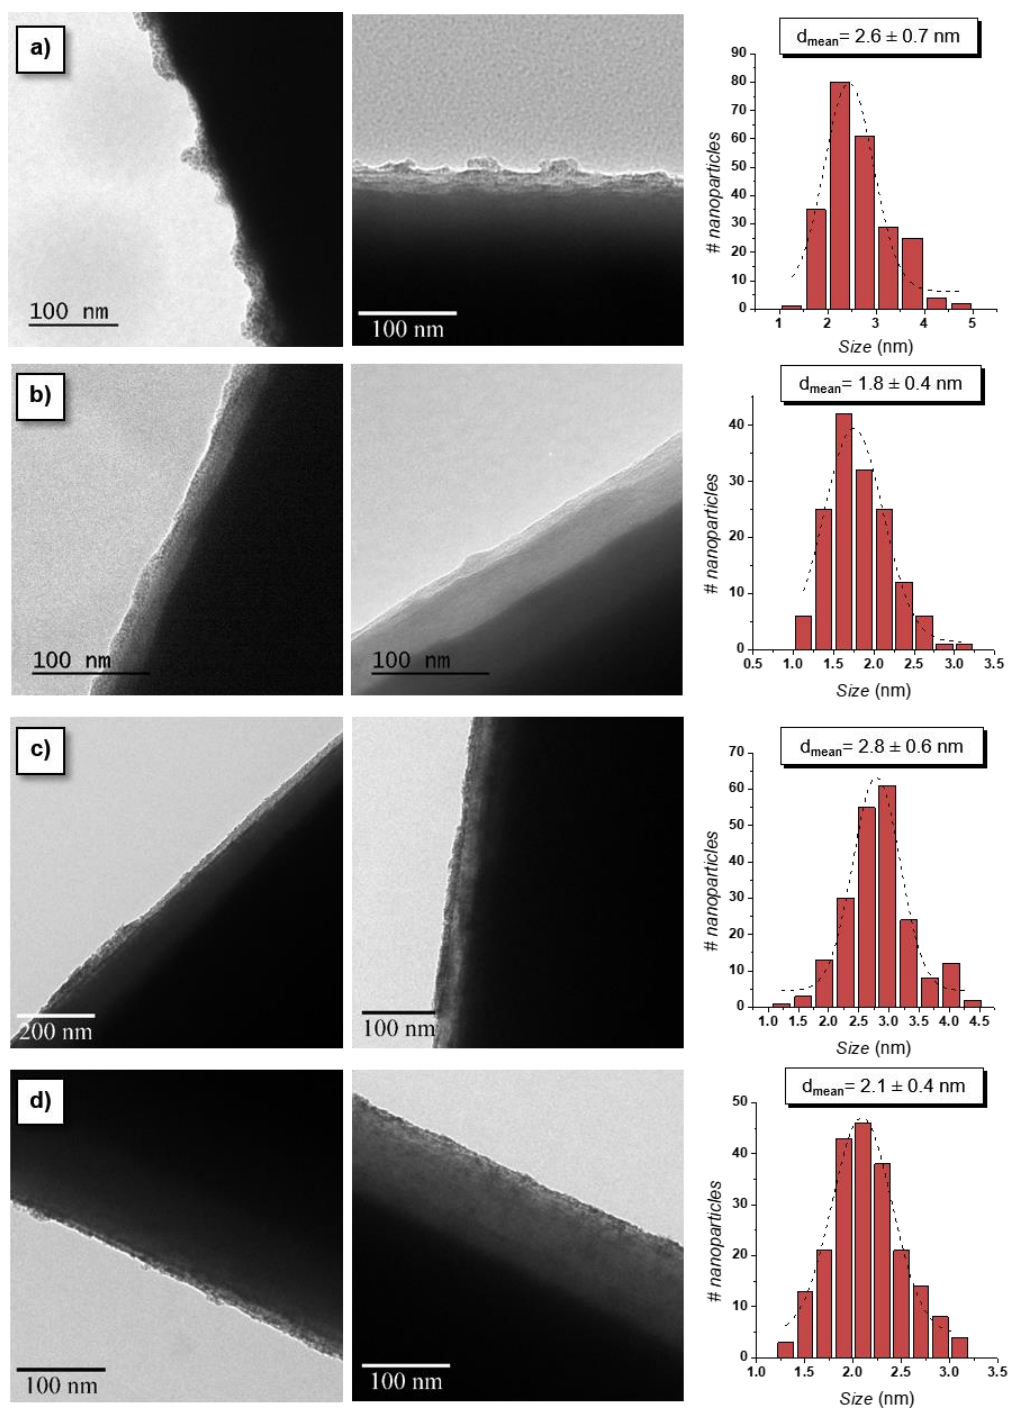 a)
100 nm
100 nm
dmean= 2.6 ± 0.7 nm
# nanoparticles
90
80
70
60
50
40
30
20
10
0
1 2 3 4 5
Size (nm)
b)
100 nm
100 nm
dmean= 1.8 ± 0.4 nm
# nanoparticles
40
30
20
10
0
0.5 1.0 1.5 2.0 2.5 3.0 3.5
Size (nm)
c)
200 nm
100 nm
dmean= 2.8 ± 0.6 nm
# nanoparticles
70
60
50
40
30
20
10
0
1.0 1.5 2.0 2.5 3.0 3.5 4.0 4.5
Size (nm)
d)
100 nm
100 nm
dmean= 2.1 ± 0.4 nm
# nanoparticles
50
40
30
20
10
0
1.0 1.5 2.0 2.5 3.0 3.5
Size (nm)